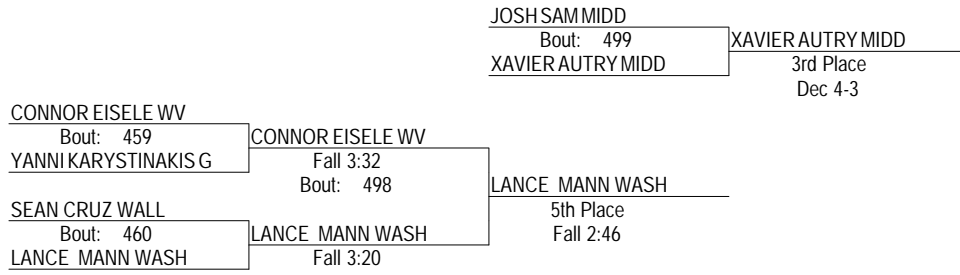 JOSH SAM MIDD
Bout: 499
XAVIER AUTRY MIDD
XAVIER AUTRY MIDD
3rd Place
Dec 4-3
CONNOR EISELE WV
Bout: 459
YANNI KARYSTINAKIS G
CONNOR EISELE WV
Fall 3:32
Bout: 498
SEAN CRUZ WALL
Bout: 460
LANCE MANN WASH
LANCE MANN WASH
Fall 3:20
LANCE MANN WASH
5th Place
Fall 2:46